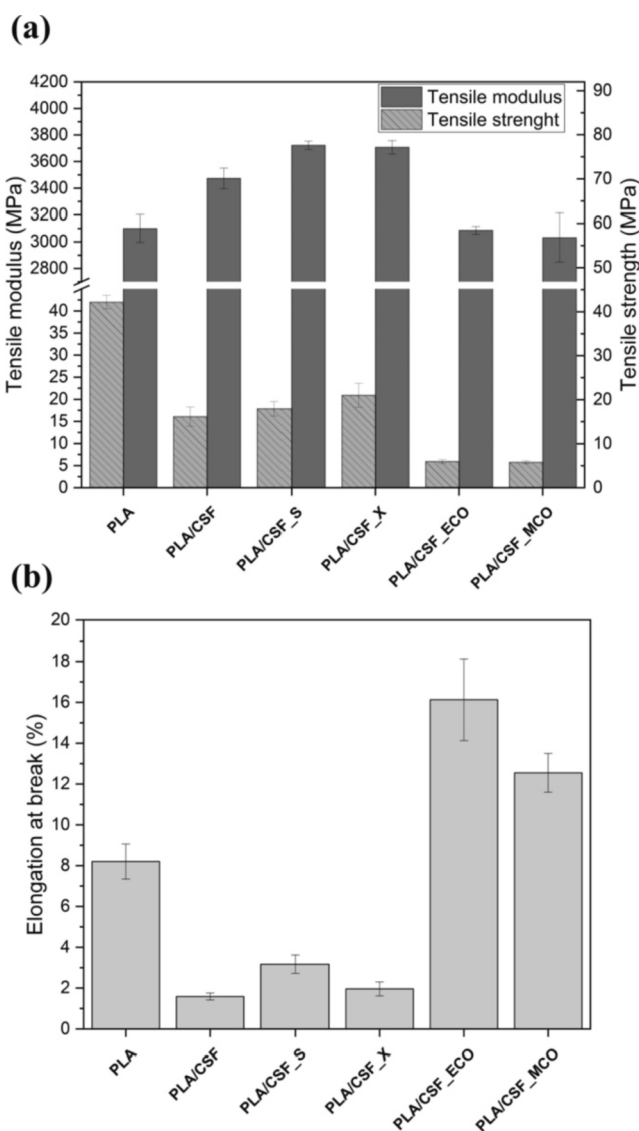 (a)
4200
4000
3800
3600
3400
3200
3000
2800
40
35
30
25
20
15
10
5
0
Tensile modulus (MPa)
Tensile modulus
Tensile strenght
90
80
70
60
50
40
30
20
10
0
Tensile strength (MPa)
PLA
PLA/CSF
PLA/CSF_S
PLA/CSF_X
PLA/CSF_ECO
PLA/CSF_MCO
(b)
20
18
16
14
12
10
8
6
4
2
0
Elongation at break (%)
PLA
PLA/CSF
PLA/CSF_S
PLA/CSF_X
PLA/CSF_ECO
PLA/CSF_MCO